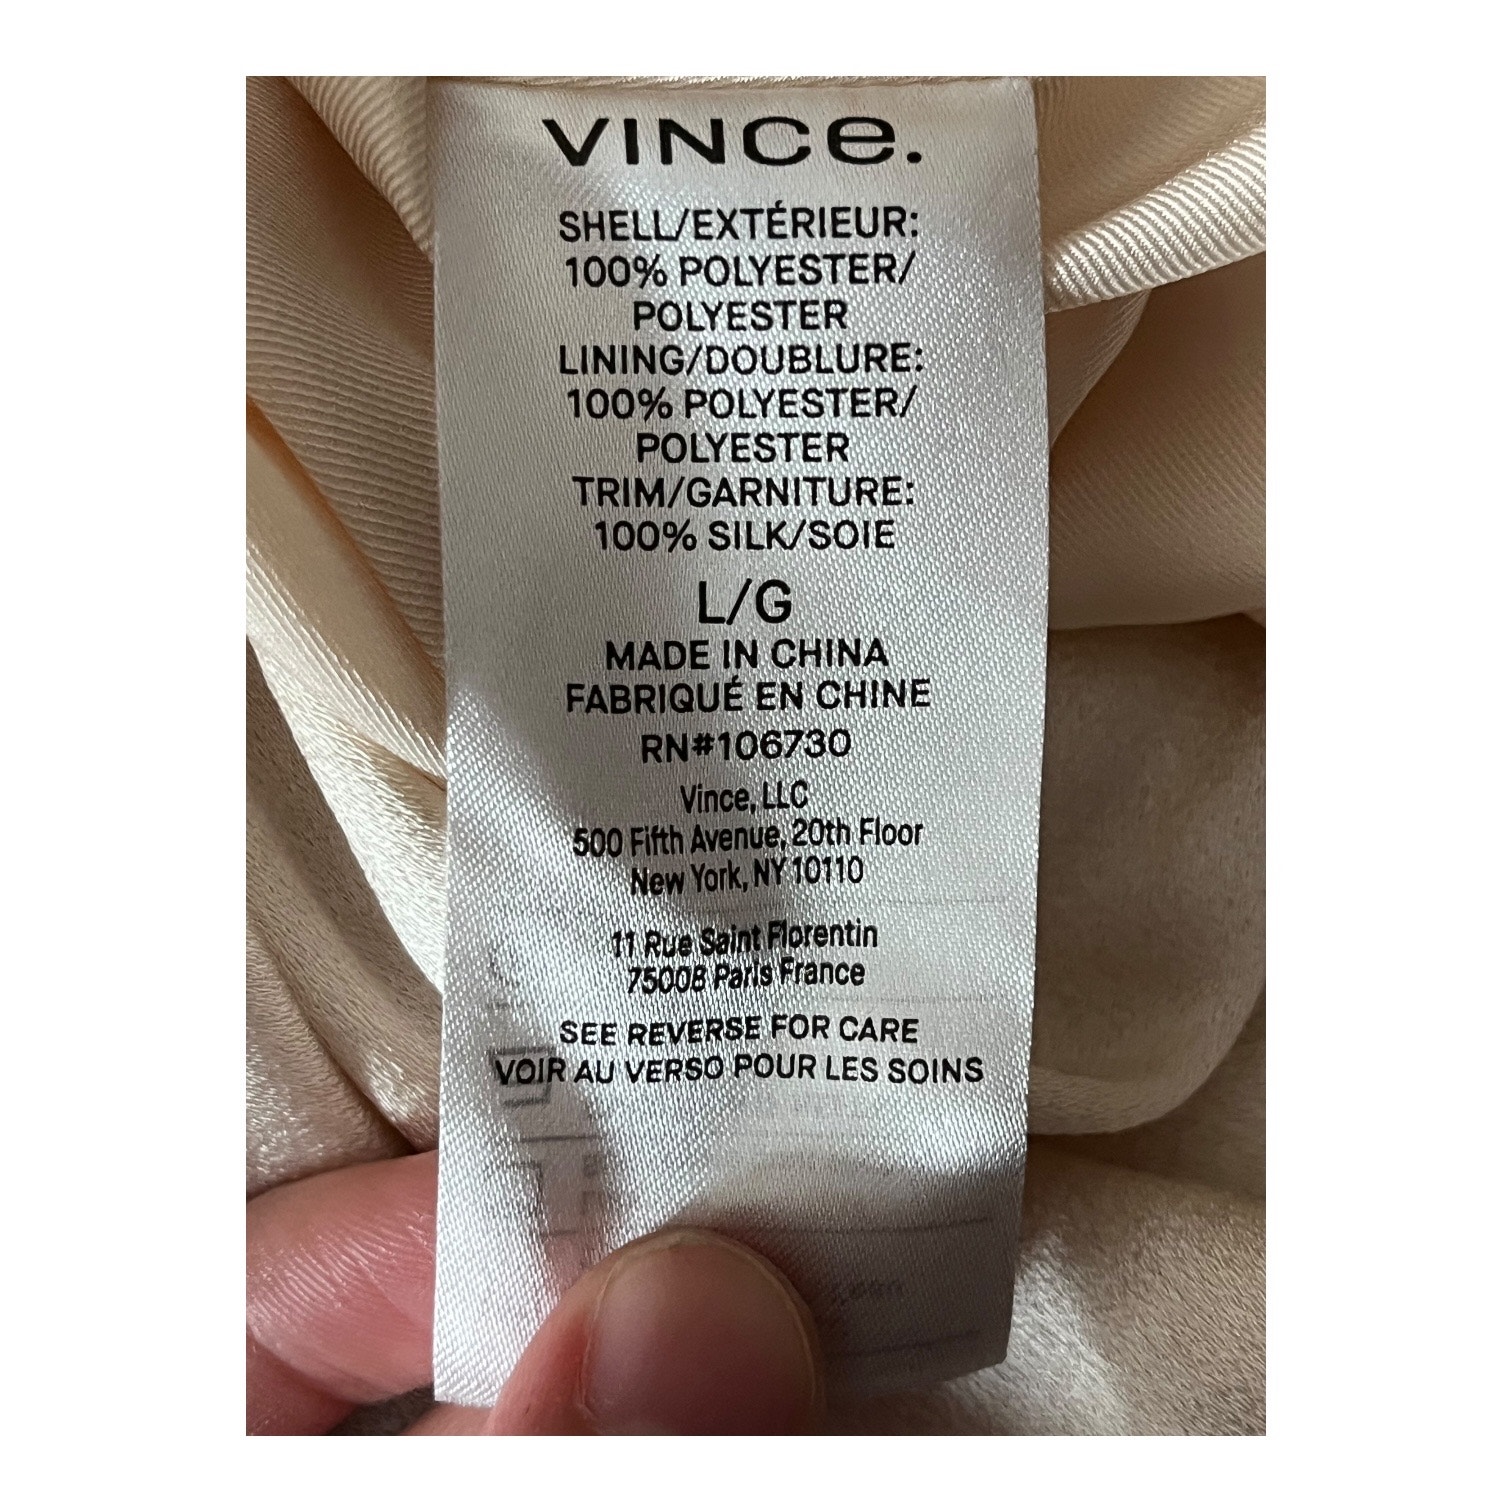 VINCe.
SHELL/EXTÉRIEUR:
100% POLYESTER/
POLYESTER
LINING/DOUBLURE:
100% POLYESTER/
POLYESTER
TRIM/GARNITURE:
100% SILK/SOIE
L/G
MADE IN CHINA
FABRIQUÉ EN CHINE
RN#106730
Vince, LLC
500 Fifth Avenue, 20th Floor
New York, NY 10110
11 Rue Saint Florentin
75008 Paris France
SEE REVERSE FOR CARE
VOIR AU VERSO POUR LES SOINS